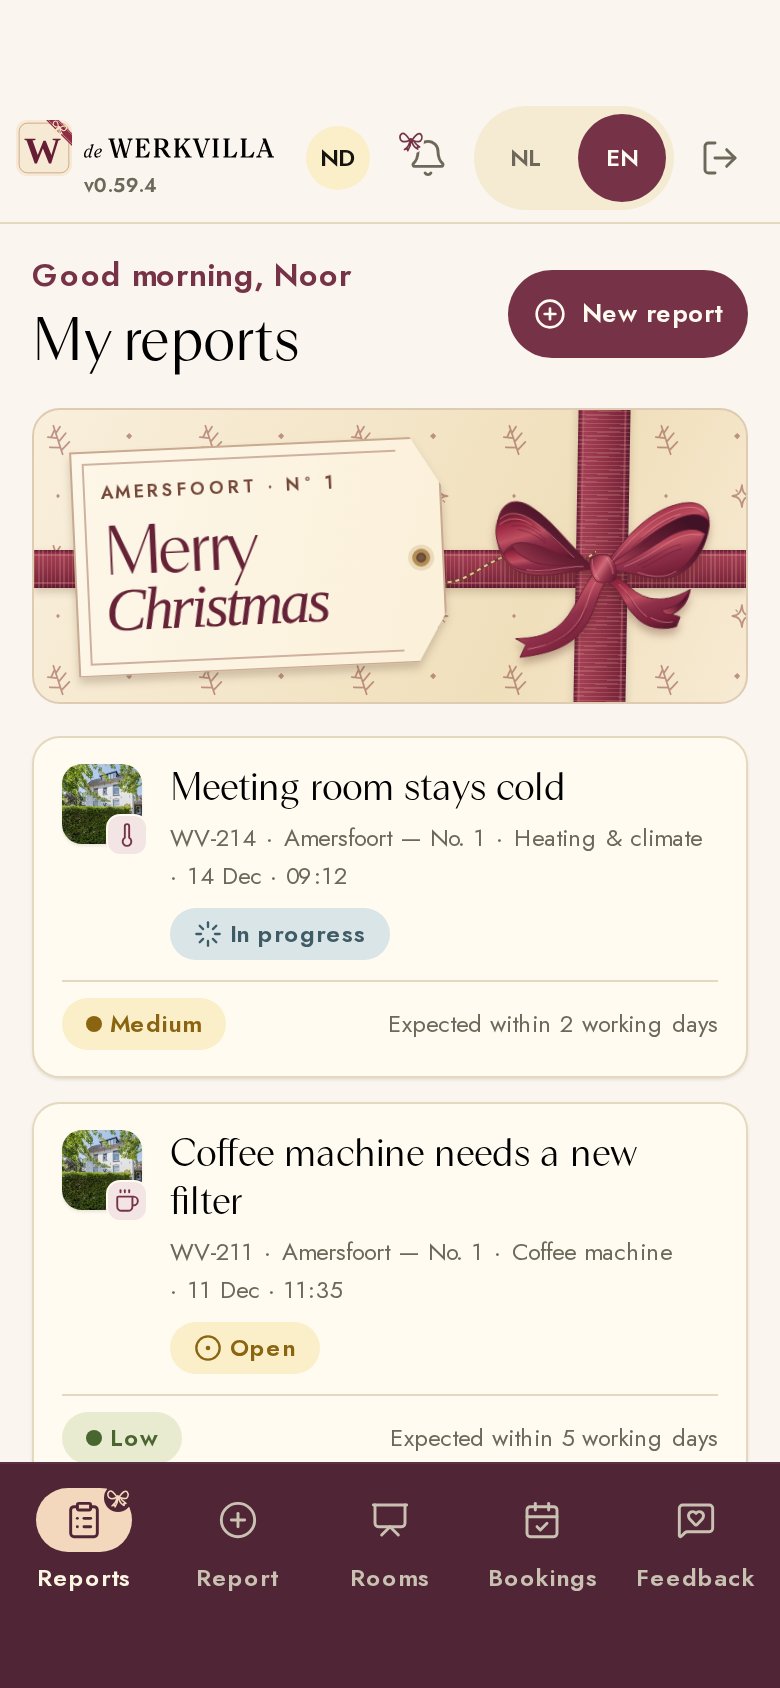 W
de WERKVILLA
v0.59.4
ND
NL
EN
Good morning, Noor
My reports
New report
AMERSFOORT · N° 1
Merry
Christmas
Meeting room stays cold
WV-214 · Amersfoort — No. 1 · Heating & climate
· 14 Dec · 09:12
In progress
Medium
Expected within 2 working days
Coffee machine needs a new
filter
WV-211 · Amersfoort — No. 1 · Coffee machine
· 11 Dec · 11:35
Open
Low
Expected within 5 working days
Reports
Report
Rooms
Bookings
Feedback